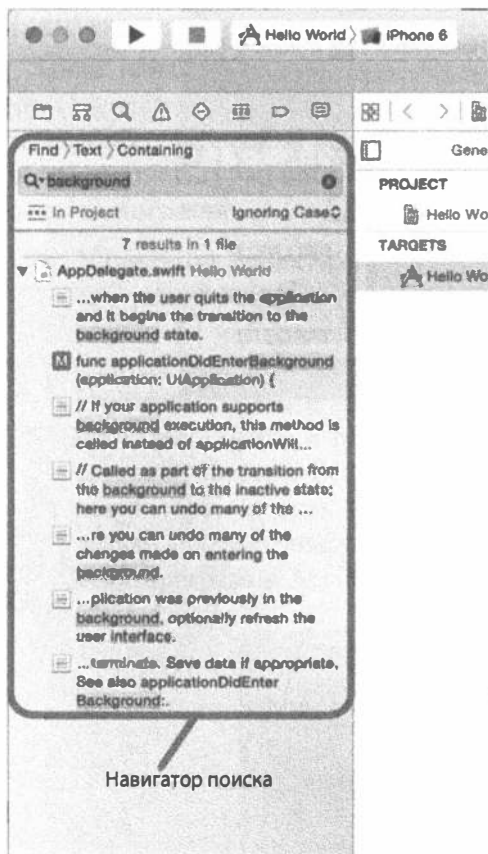 Hello World iPhone 6
Gene
Find Text Containing
background
In Project Ignoring Case
7 results in 1 file
AppDelegate.swift Hello World
...when the user quits the application
and it begins the transition to the
background state.
M func applicationDidEnterBackground
(application: UIApplication) {
// If your application supports
background execution, this method is
called instead of applicationWill...
// Called as part of the transition from
the background to the inactive state;
here you can undo many of the ...
...re you can undo many of the
changes made on entering the
background.
...plication was previously in the
background, optionally refresh the
user interface.
...terminate. Save data if appropriate.
See also applicationDidEnter
Background:.
PROJECT
Hello Wo
TARGETS
Hello Wo
Навигатор поиска